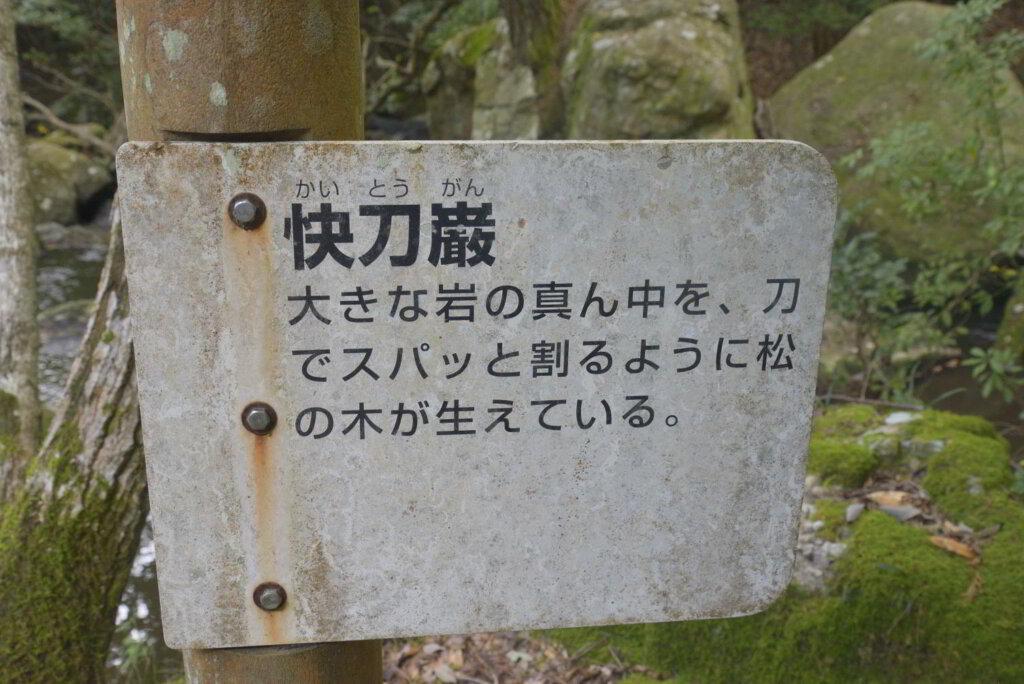 かい とう がん
快刀巌
大きな岩の真ん中を、刀
でスパッと割るように松
の木が生えている。